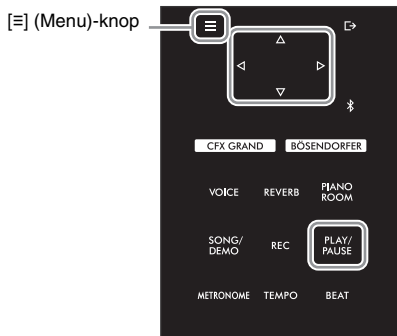 [≡] (Menu)-knop
CFX GRAND BÖSENDORFER
VOICE REVERB PIANO ROOM
SONG/ DEMO REC PLAY/ PAUSE
METRONOME TEMPO BEAT